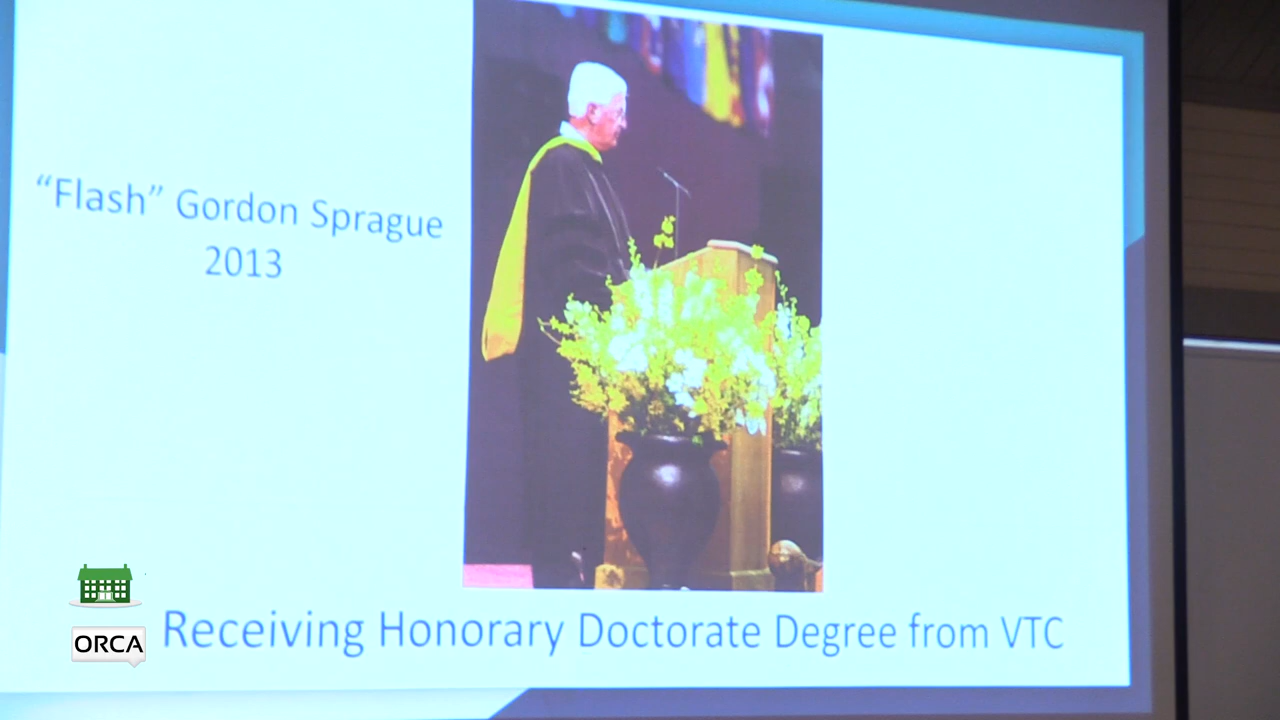 “Flash” Gordon Sprague
2013
ORCA
Receiving Honorary Doctorate Degree from VTC